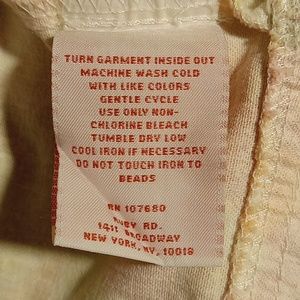 TURN GARMENT INSIDE OUT
MACHINE WASH COLD
WITH LIKE COLORS
GENTLE CYCLE
USE ONLY NON-
CHLORINE BLEACH
TUMBLE DRY LOW
COOL IRON IF NECESSARY
DO NOT TOUCH IRON TO
BEADS
RN 107680
RUBY RD.
1411 BROADWAY
NEW YORK, NY, 10018